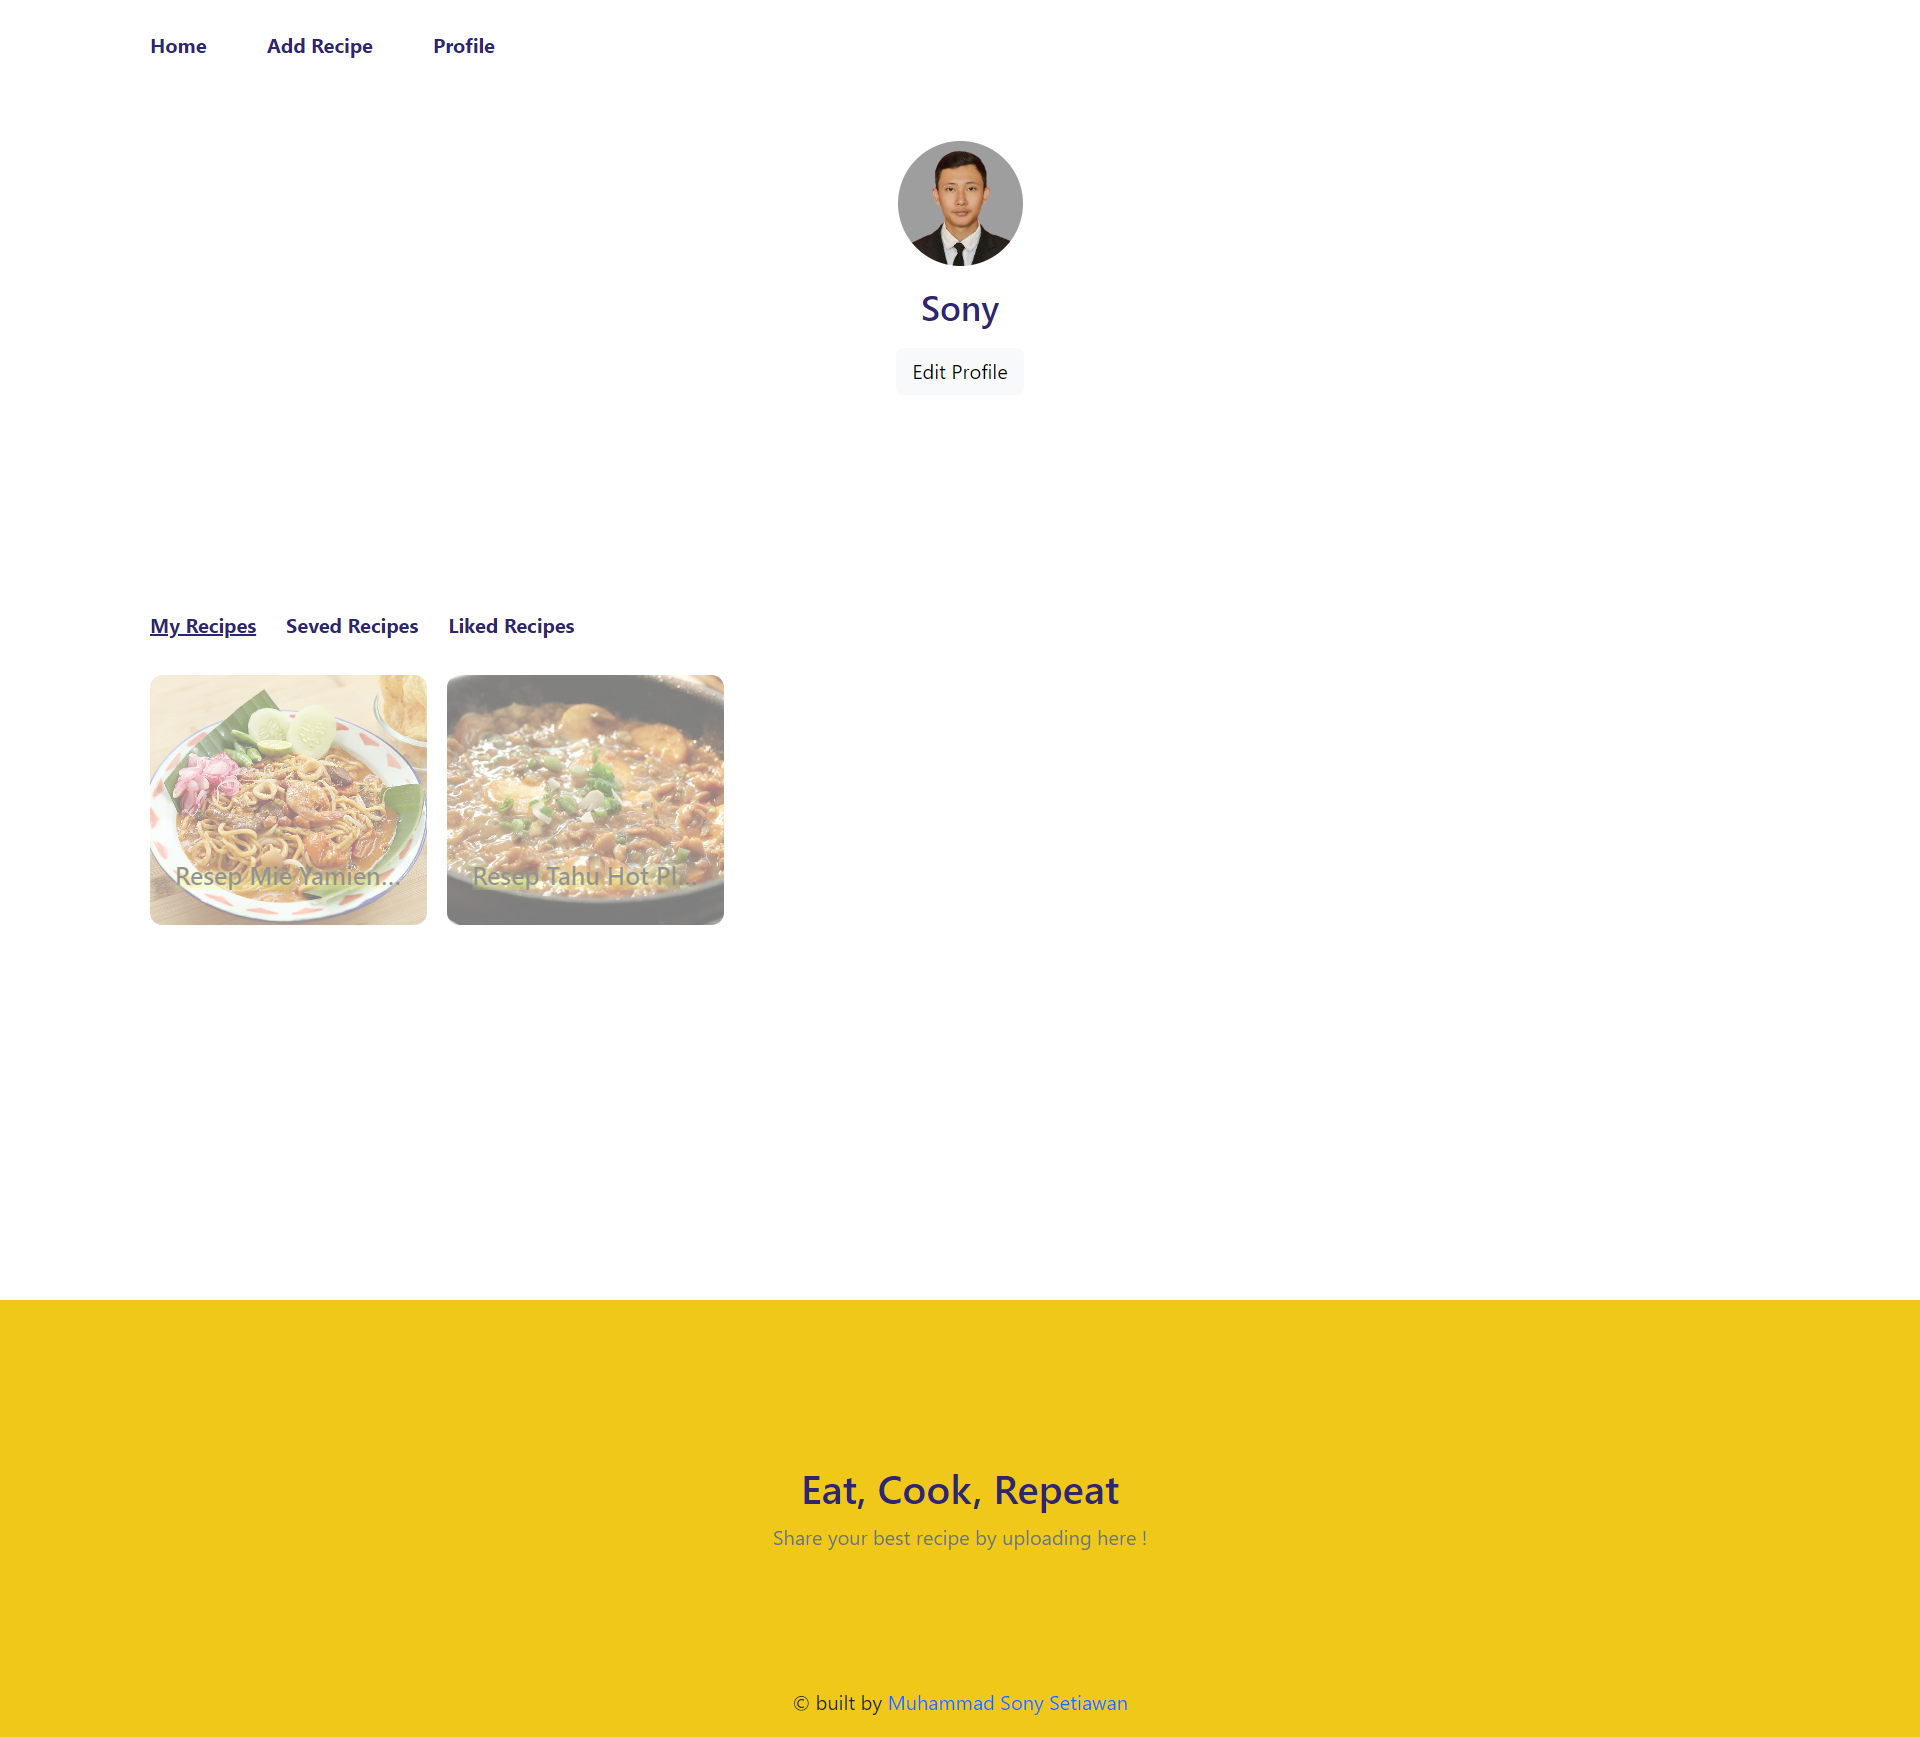 Home Add Recipe Profile
Sony
Edit Profile
My Recipes Seved Recipes Liked Recipes
Resep Mie Yamien... Resep Tahu Hot Pl...
Eat, Cook, Repeat
Share your best recipe by uploading here !
© built by Muhammad Sony Setiawan